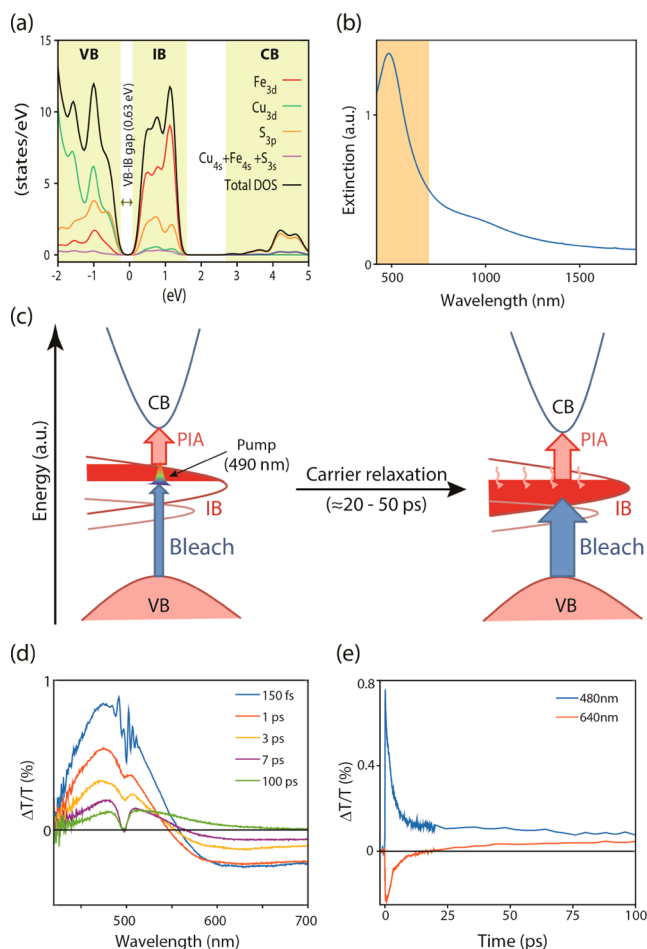 (a)
VB
IB
CB
15
10
5
0
(states/eV)
VB-IB gap (0.63 eV)
Fe3d
Cu3d
S3p
Cu4s+Fe4s+S3s
Total DOS
-2
-1
0
1
2
3
4
5
(eV)
(b)
Extinction (a.u.)
1
0
500
1000
1500
Wavelength (nm)
(c)
Energy (a.u.)
CB
PIA
Pump
(490 nm)
IB
Bleach
VB
Carrier relaxation
(≈20 - 50 ps)
CB
PIA
IB
Bleach
VB
(d)
1
0
ΔT/T (%)
150 fs
1 ps
3 ps
7 ps
100 ps
500
550
600
650
700
Wavelength (nm)
(e)
0.8
0.4
0
ΔT/T (%)
480nm
640nm
0
25
50
75
100
Time (ps)